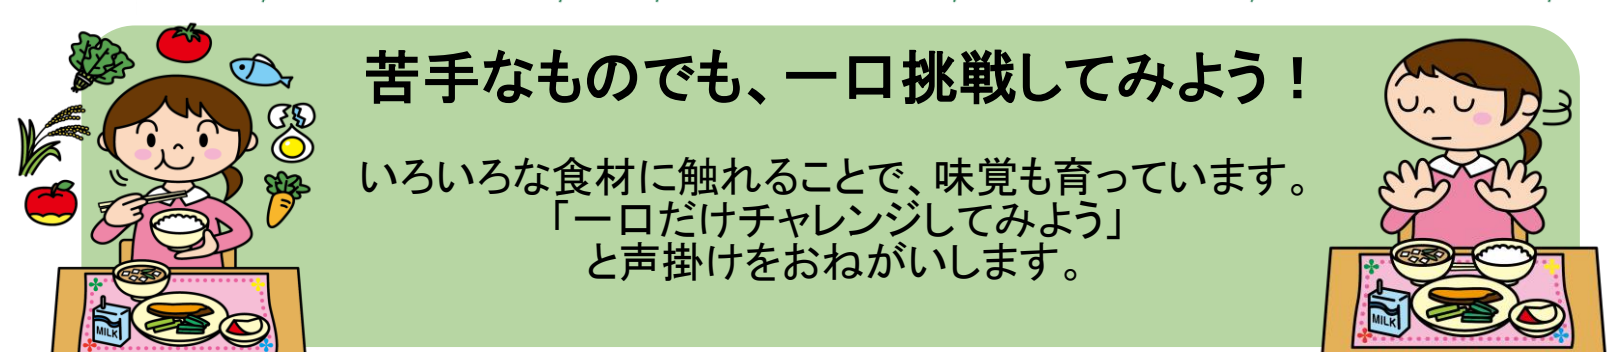 苦手なものでも、一口挑戦してみよう！
いろいろな食材に触れることで、味覚も育っています。
「一口だけチャレンジしてみよう」
と声掛けをおねがいします。
MILK
MILK